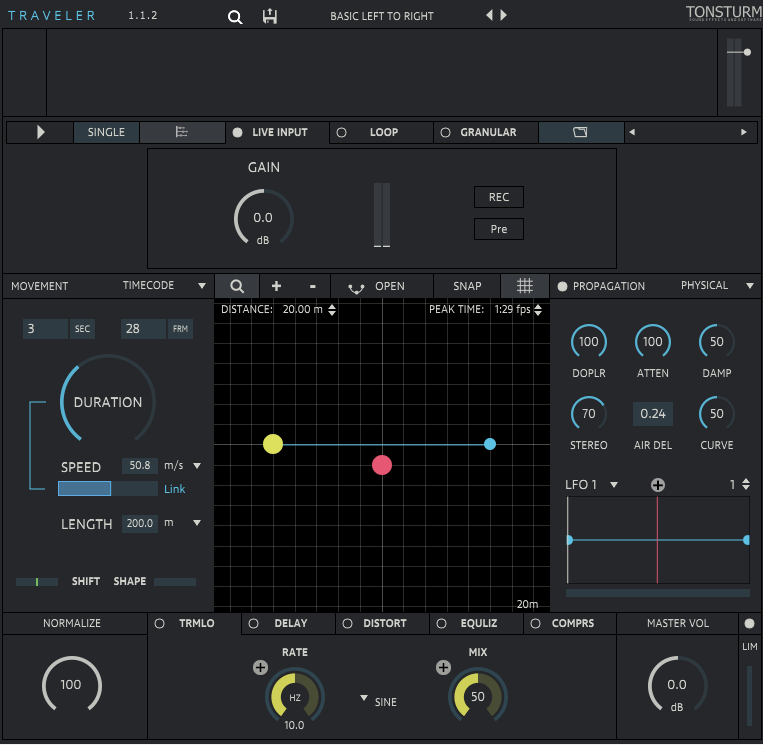 TRAVELER 1.1.2 BASIC LEFT TO RIGHT TONSTURM
SOUND EFFECTS AND SOFTWARE
SINGLE LIVE INPUT LOOP GRANULAR
GAIN
0.0
dB
REC
Pre
MOVEMENT TIMECODE + - OPEN SNAP PROPAGATION PHYSICAL
DISTANCE: 20.00 m PEAK TIME: 1:29 fps
3 SEC 28 FRM
100 100 50
DOPLR ATTEN DAMP
DURATION
70 0.24 50
STEREO AIR DEL CURVE
SPEED 50.8 m/s
Link
LFO 1 1
LENGTH 200.0 m
SHIFT SHAPE
20m
NORMALIZE TRMLO DELAY DISTORT EQULIZ COMPRS MASTER VOL
RATE MIX LIM
100 HZ 50 0.0
SINE dB
10.0